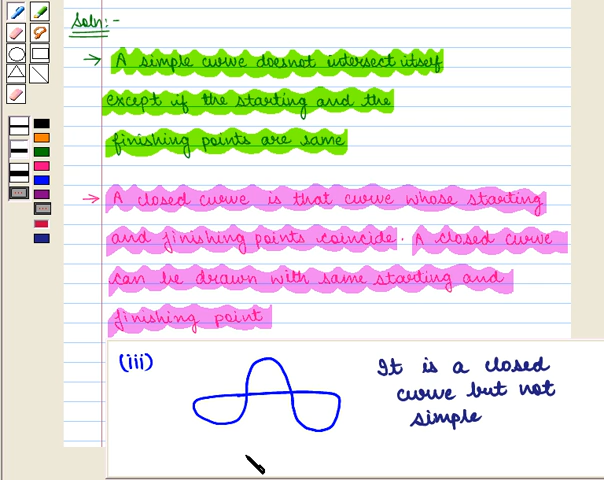 Soln:-
→ A simple curve doesnot intersect itself
except if the starting and the
finishing points are same
→ A closed curve is that curve whose starting
and finishing points coincide. A closed curve
can be drawn with same starting and
finishing point
(iii)
It is a closed
curve but not
simple